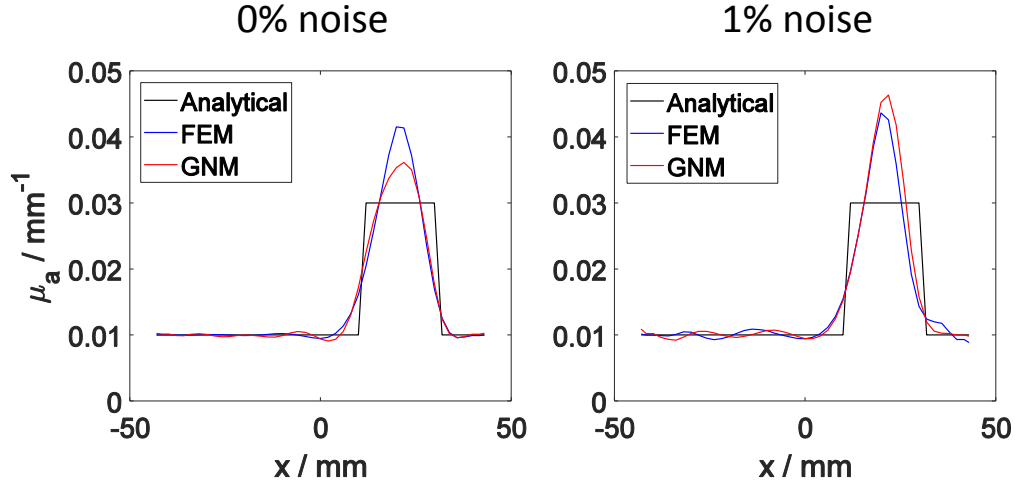 0% noise
1% noise
0.05
0.04
0.03
0.02
0.01
0
-50
0
50
x / mm
μa / mm-1
Analytical
FEM
GNM
0.05
0.04
0.03
0.02
0.01
0
-50
0
50
x / mm
Analytical
FEM
GNM